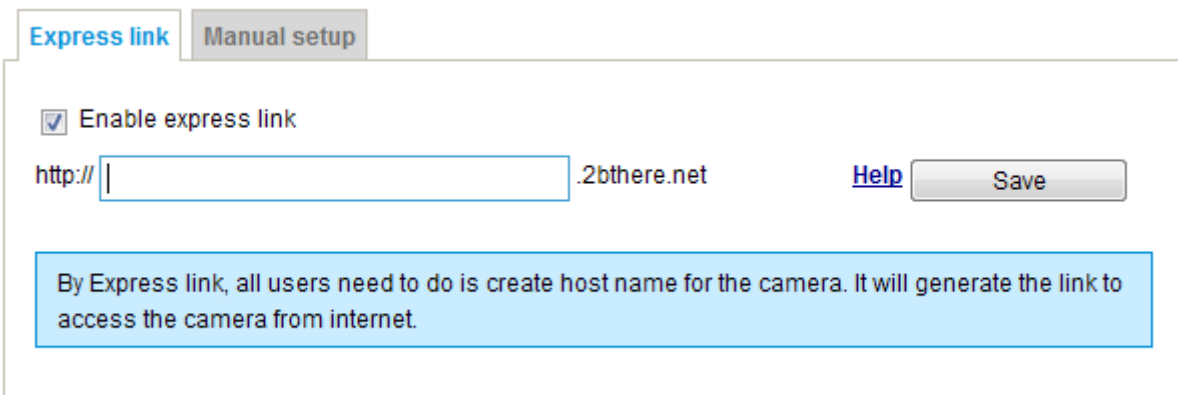 Express link Manual setup
Enable express link
http:// .2bthere.net Help Save
By Express link, all users need to do is create host name for the camera. It will generate the link to
access the camera from internet.